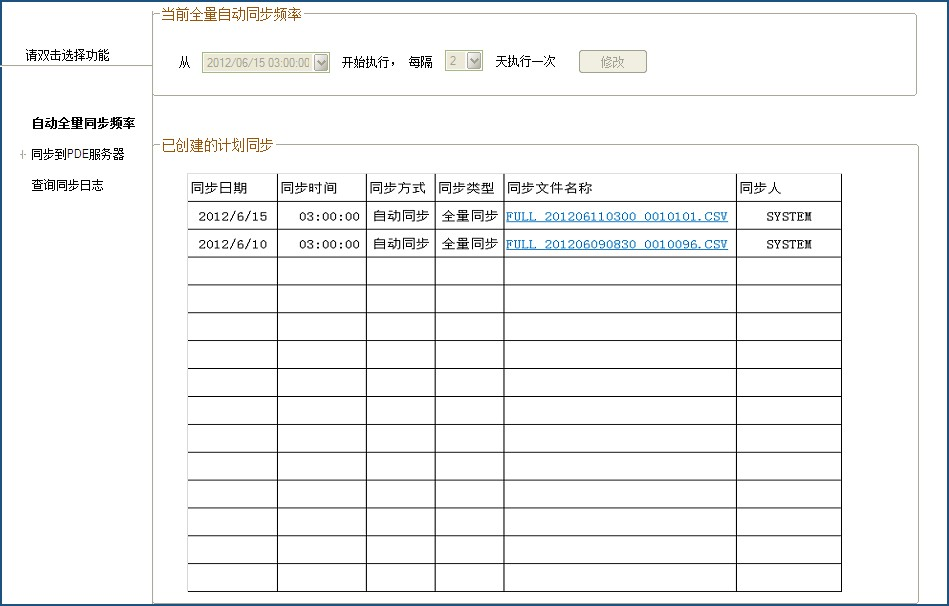 当前全量自动同步频率
请双击选择功能
从 2012/06/15 03:00:00 开始执行， 每隔 2 天执行一次 修改
自动全量同步频率
同步到PDE服务器
查询同步日志
已创建的计划同步
同步日期 同步时间 同步方式 同步类型 同步文件名称 同步人
2012/6/15 03:00:00 自动同步 全量同步 FULL_201206110300_0010101.CSV SYSTEM
2012/6/10 03:00:00 自动同步 全量同步 FULL_201206090830_0010096.CSV SYSTEM